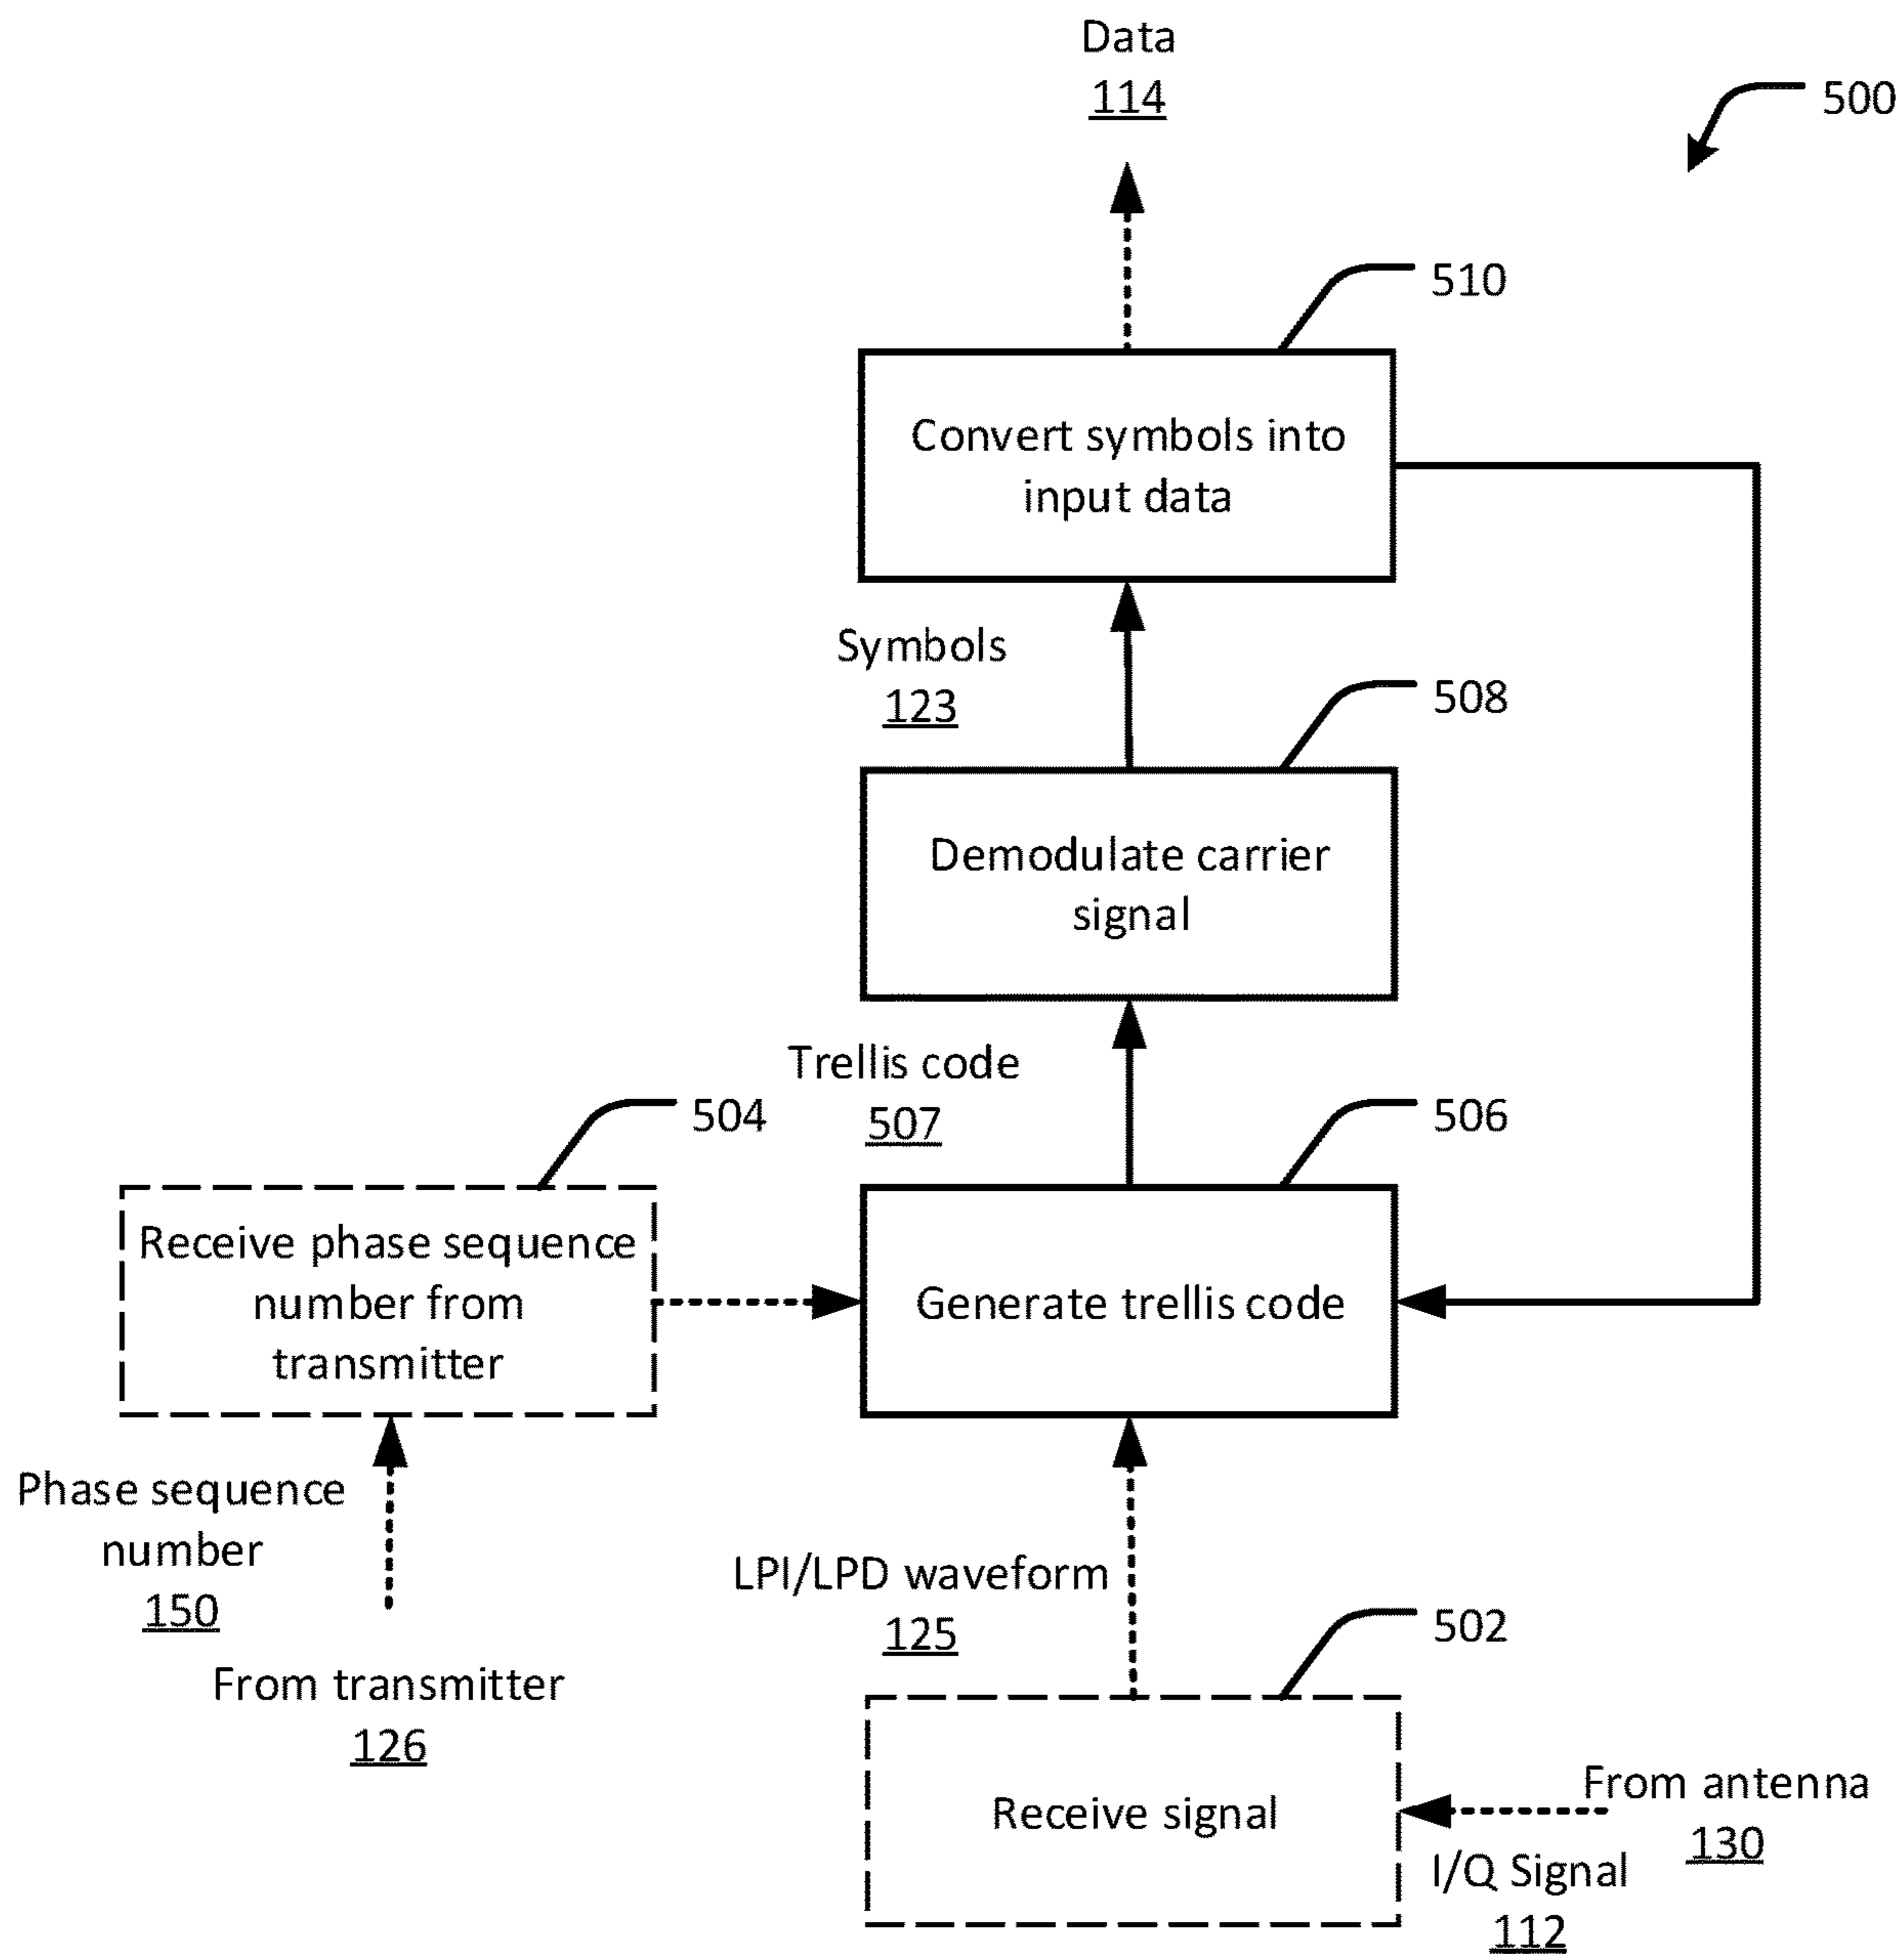 Data
114
500
510
Convert symbols into
input data
Symbols
123
508
Demodulate carrier
signal
Trellis code
507
504
506
Receive phase sequence
number from
transmitter
Generate trellis code
Phase sequence
number
150
From transmitter
126
LPI/LPD waveform
125
502
Receive signal
From antenna
130
I/Q Signal
112